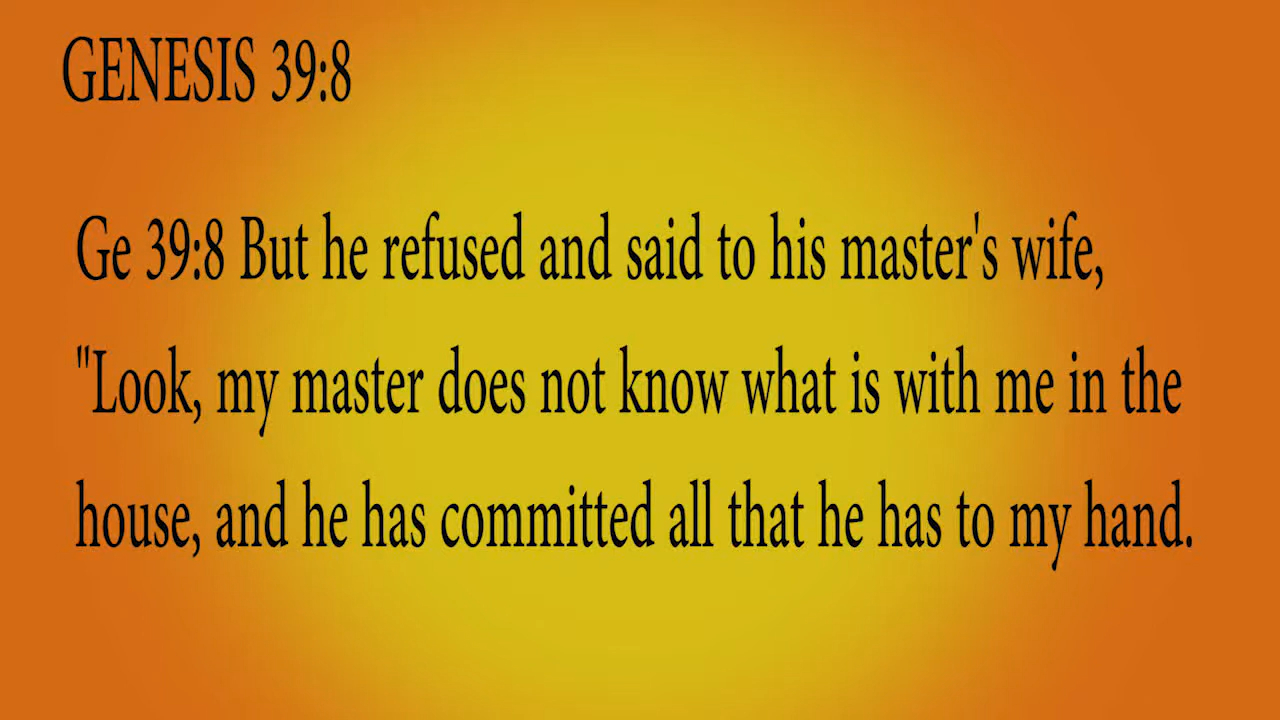 GENESIS 39:8
Ge 39:8 But he refused and said to his master's wife,
"Look, my master does not know what is with me in the
house, and he has committed all that he has to my hand.